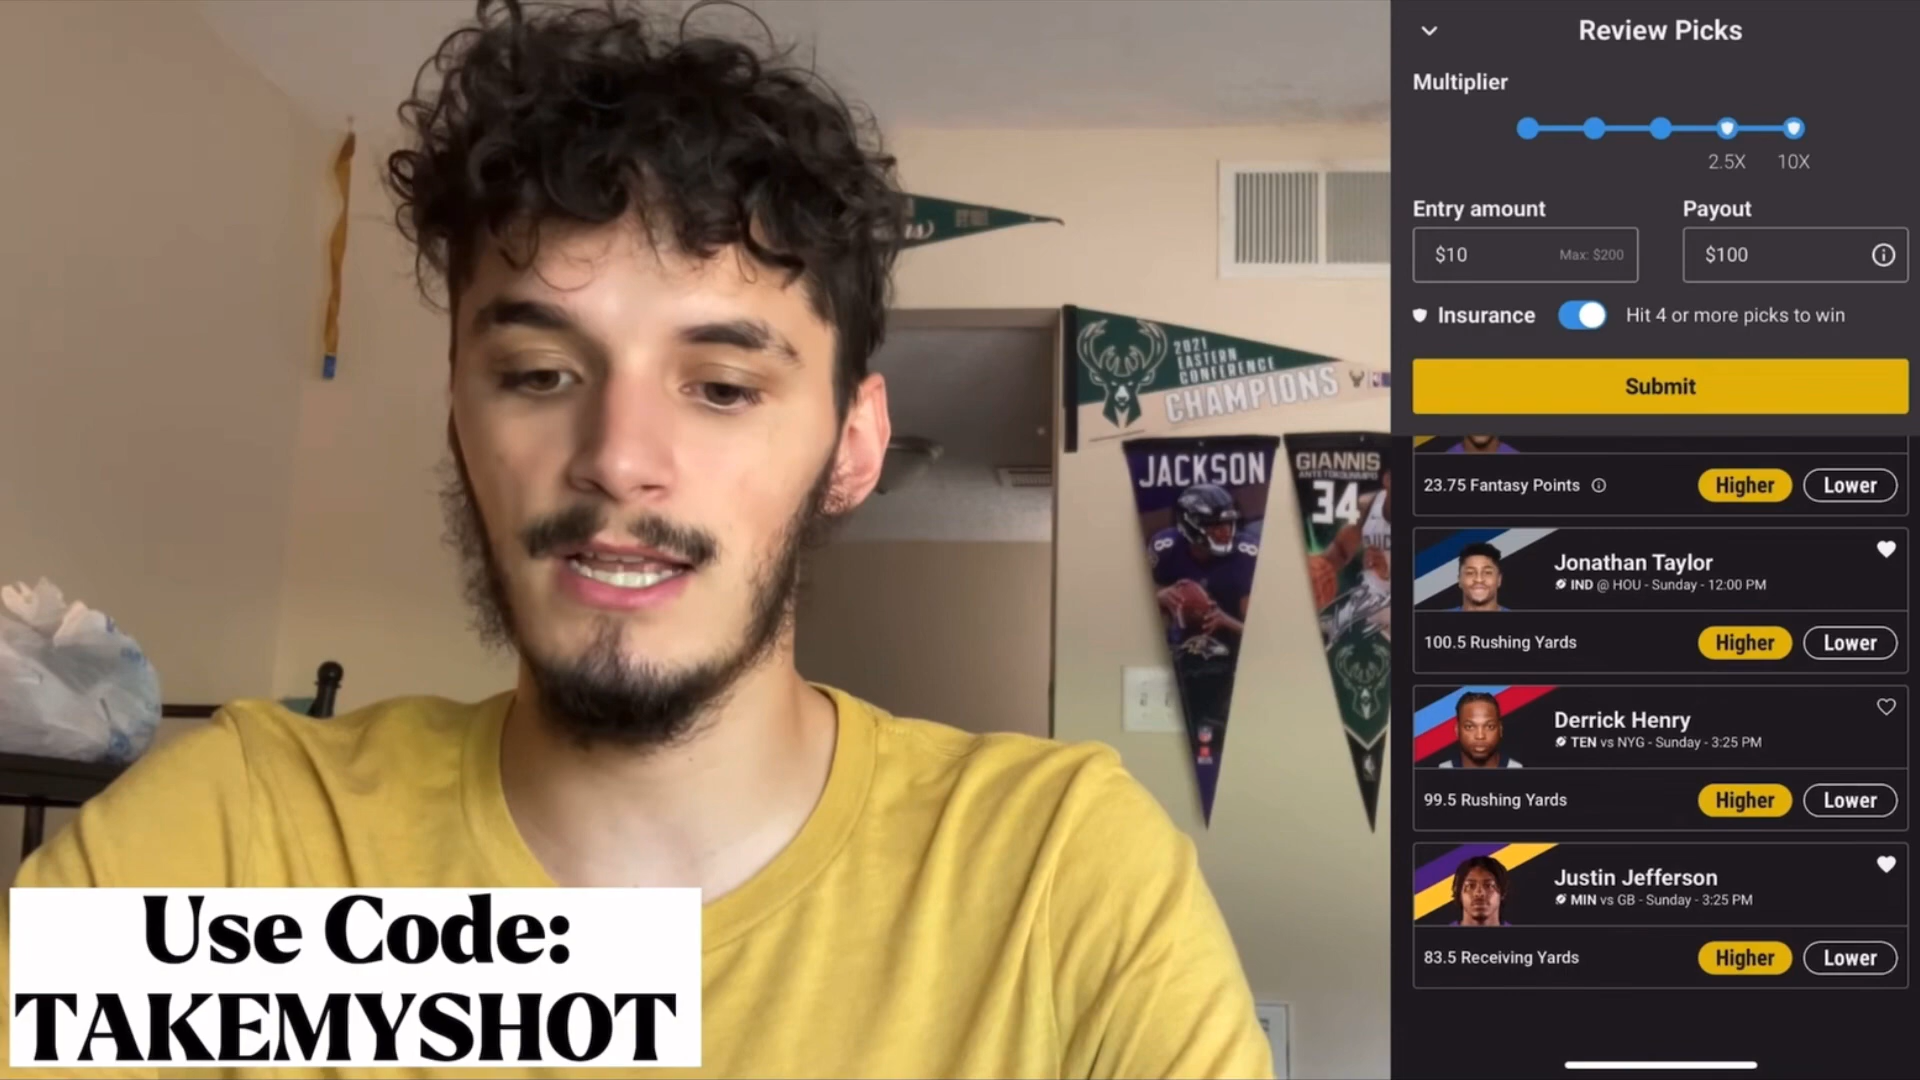 Review Picks
Multiplier
2.5X 10X
Entry amount Payout
$10 Max: $200 $100
Insurance Hit 4 or more picks to win
Submit
23.75 Fantasy Points Higher Lower
Jonathan Taylor
IND @ HOU - Sunday - 12:00 PM
100.5 Rushing Yards Higher Lower
Derrick Henry
TEN vs NYG - Sunday - 3:25 PM
99.5 Rushing Yards Higher Lower
Justin Jefferson
MIN vs GB - Sunday - 3:25 PM
83.5 Receiving Yards Higher Lower
2021
EASTERN
CONFERENCE
CHAMPIONS
JACKSON
8 8
GIANNIS
ANTETOKOUNMPO
34
Use Code:
TAKEMYSHOT